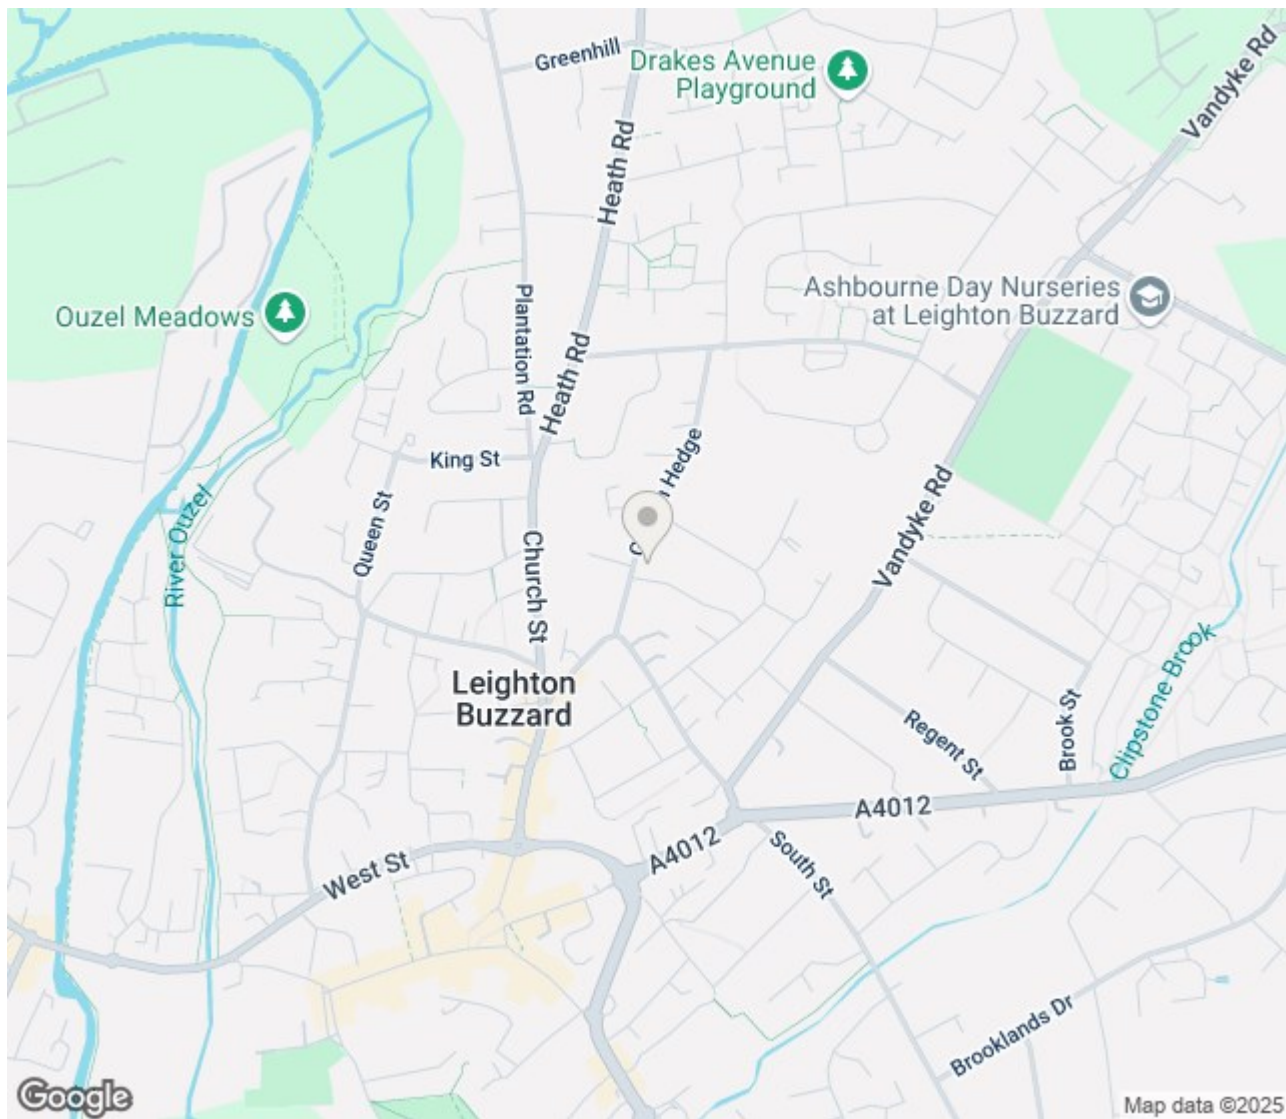 Greenhill
Drakes Avenue
Playground
Vandyke Rd
Heath Rd
Ouzel Meadows
Plantation Rd
Ashbourne Day Nurseries
at Leighton Buzzard
Heath Rd
King St
Hedge
River Ouzel
Queen St
Church St
Vandyke Rd
Leighton
Buzzard
Regent St
Brook St
Clipstone Brook
A4012
A4012
West St
South St
Brooklands Dr
Google
Map data ©2025